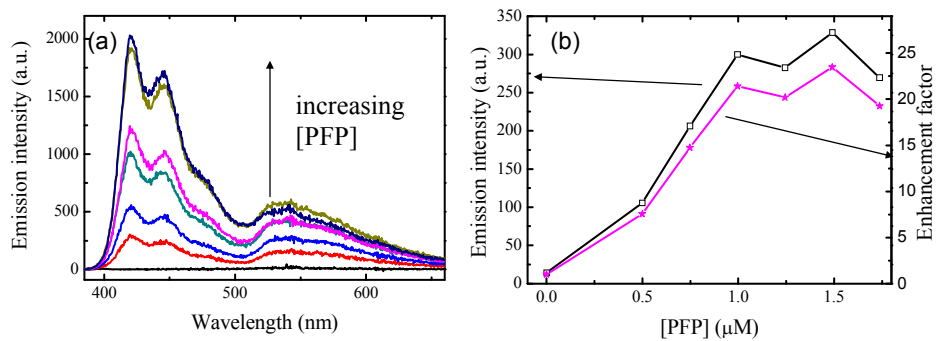 (a)
Emission intensity (a.u.)
2000
1500
1000
500
0
increasing
[PFP]
400
500
600
Wavelength (nm)
(b)
Emission intensity (a.u.)
350
300
250
200
150
100
50
0
0.0
0.5
1.0
1.5
[PFP] (μM)
25
20
15
10
5
0
Enhancement factor